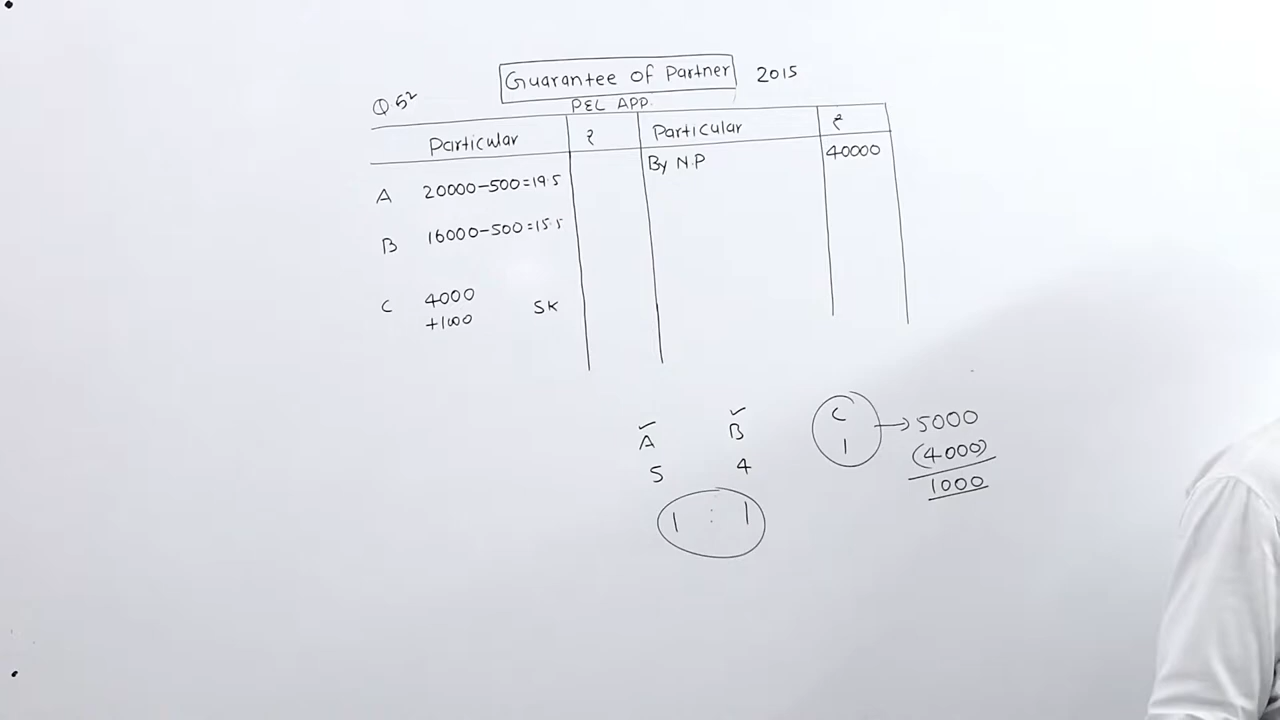 Guarantee of Partner 2015
Q.52
P&L APP.
Particular ₹ Particular ₹
By N.P 40000
A 20000-500=19.5
B 16000-500=15.5
C 4000
+1000 5K
A B C → 5000
5 4 1 (4000)
1000
1 : 1